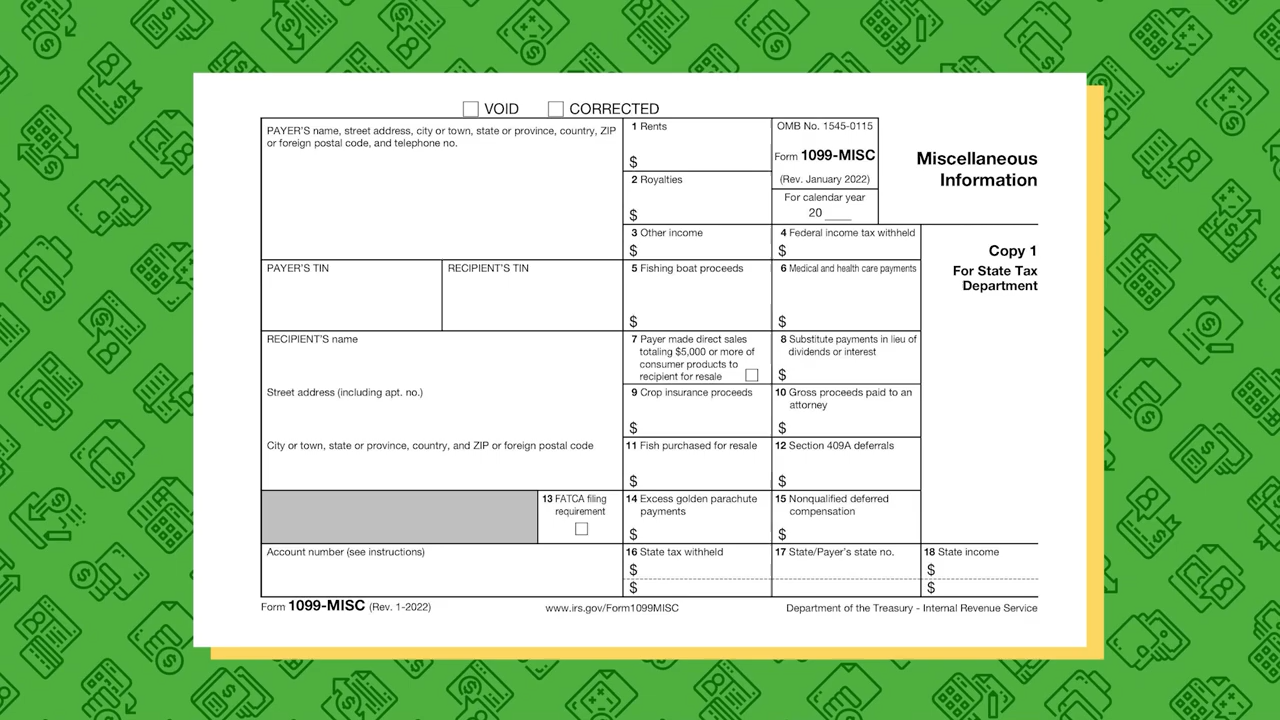 VOID CORRECTED
PAYER'S name, street address, city or town, state or province, country, ZIP
or foreign postal code, and telephone no.
1 Rents
$
2 Royalties
$
OMB No. 1545-0115
Form 1099-MISC
(Rev. January 2022)
For calendar year
20 ____
Miscellaneous
Information
3 Other income
$
4 Federal income tax withheld
$
Copy 1
For State Tax
Department
PAYER'S TIN
RECIPIENT'S TIN
5 Fishing boat proceeds
$
6 Medical and health care payments
$
RECIPIENT'S name
7 Payer made direct sales
totaling $5,000 or more of
consumer products to
recipient for resale
8 Substitute payments in lieu of
dividends or interest
$
Street address (including apt. no.)
9 Crop insurance proceeds
$
10 Gross proceeds paid to an
attorney
$
City or town, state or province, country, and ZIP or foreign postal code
11 Fish purchased for resale
$
12 Section 409A deferrals
$
13 FATCA filing
requirement
14 Excess golden parachute
payments
$
15 Nonqualified deferred
compensation
$
Account number (see instructions)
16 State tax withheld
$
$
17 State/Payer's state no.
18 State income
$
$
Form 1099-MISC (Rev. 1-2022)
www.irs.gov/Form1099MISC
Department of the Treasury - Internal Revenue Service